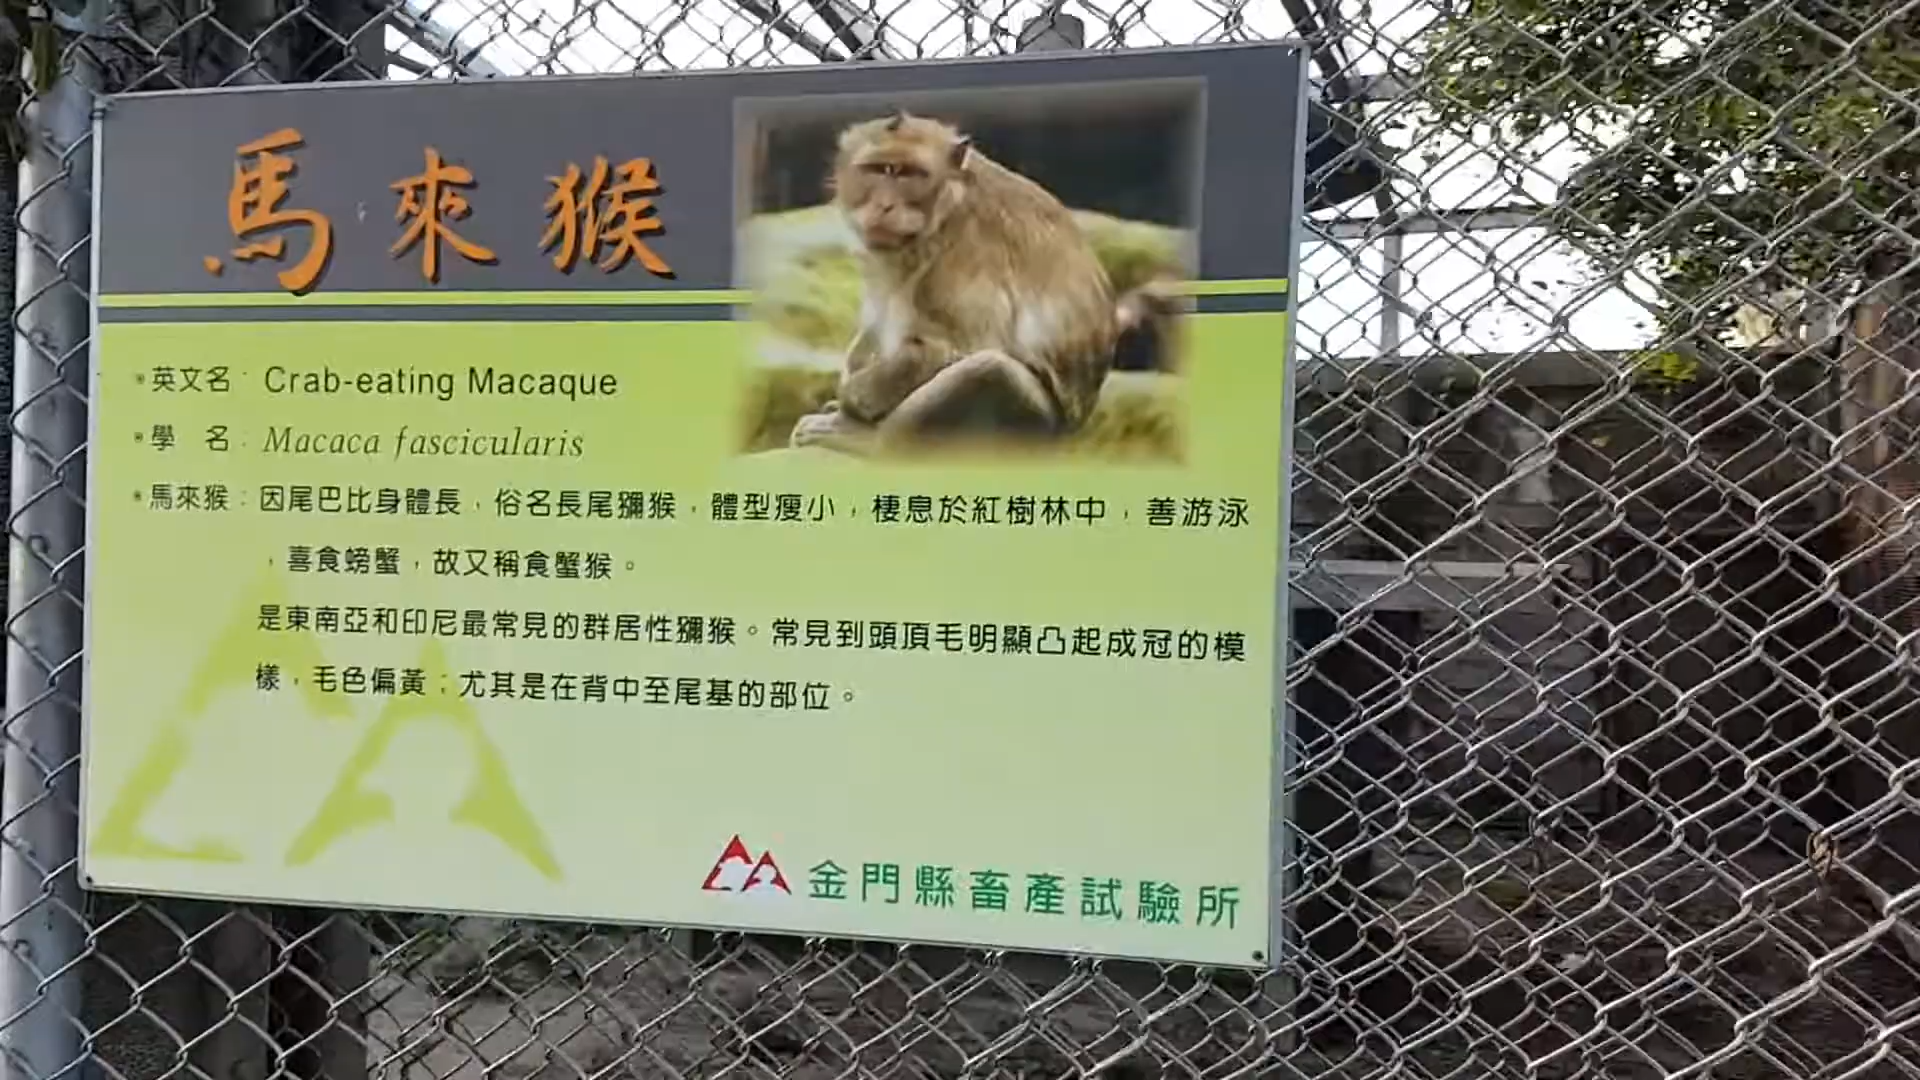 馬來猴
英文名：Crab-eating Macaque
學 名：Macaca fascicularis
馬來猴：因尾巴比身體長，俗名長尾獼猴，體型瘦小，棲息於紅樹林中，善游泳
，喜食螃蟹，故又稱食蟹猴。
是東南亞和印尼最常見的群居性獼猴。常見到頭頂毛明顯凸起成冠的模
樣，毛色偏黃；尤其是在背中至尾基的部位。
金門縣畜產試驗所